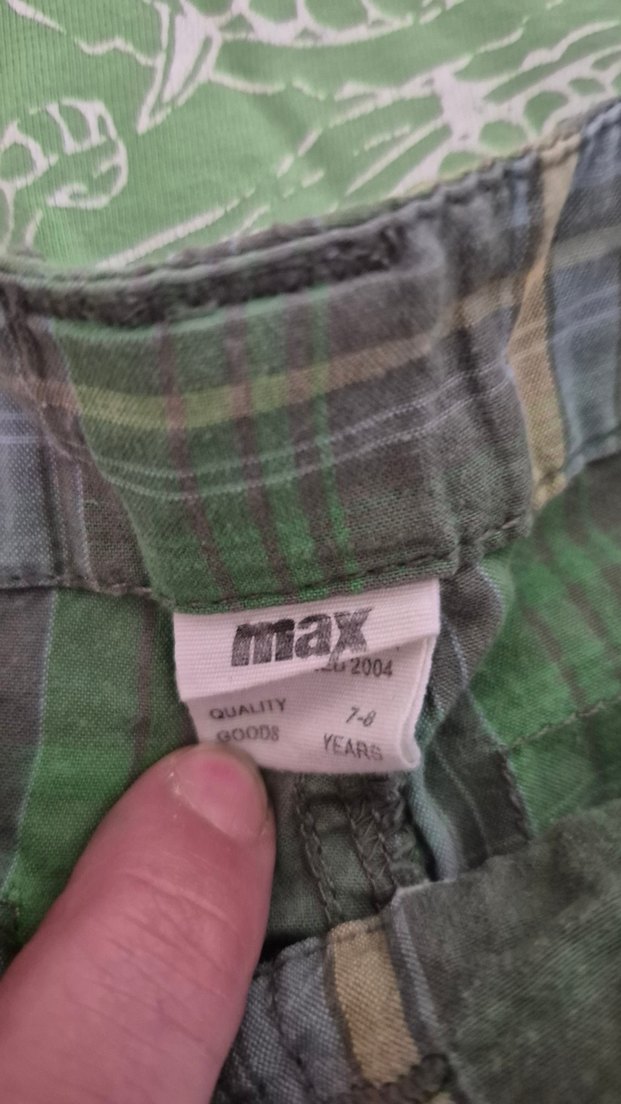 max
2004
QUALITY 7-8
GOODS YEARS